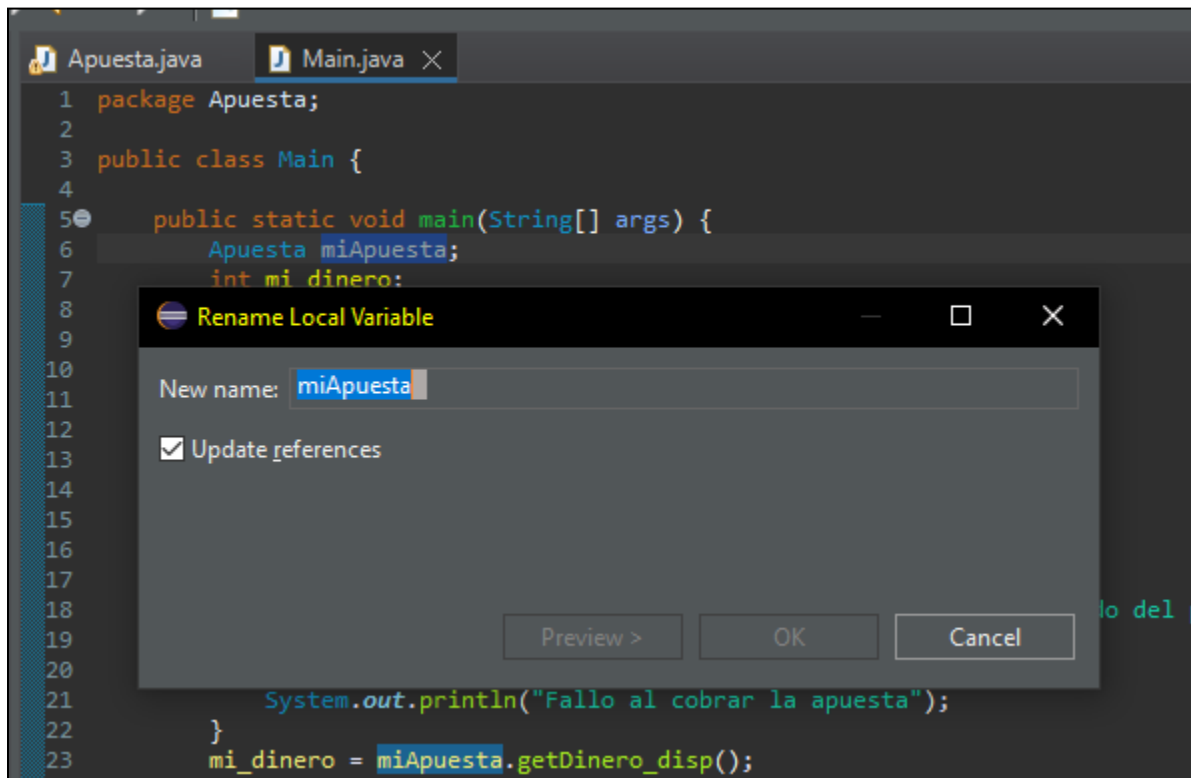 Apuesta.java Main.java
1 package Apuesta;
2
3 public class Main {
4
5 public static void main(String[] args) {
6 Apuesta miApuesta;
7 int mi_dinero;
8
Rename Local Variable
9
10
New name: miApuesta
11
12
Update references
13
14
15
16
17
18 do del
19
Preview > OK Cancel
20
21 System.out.println("Fallo al cobrar la apuesta");
22 }
23 mi_dinero = miApuesta.getDinero_disp();